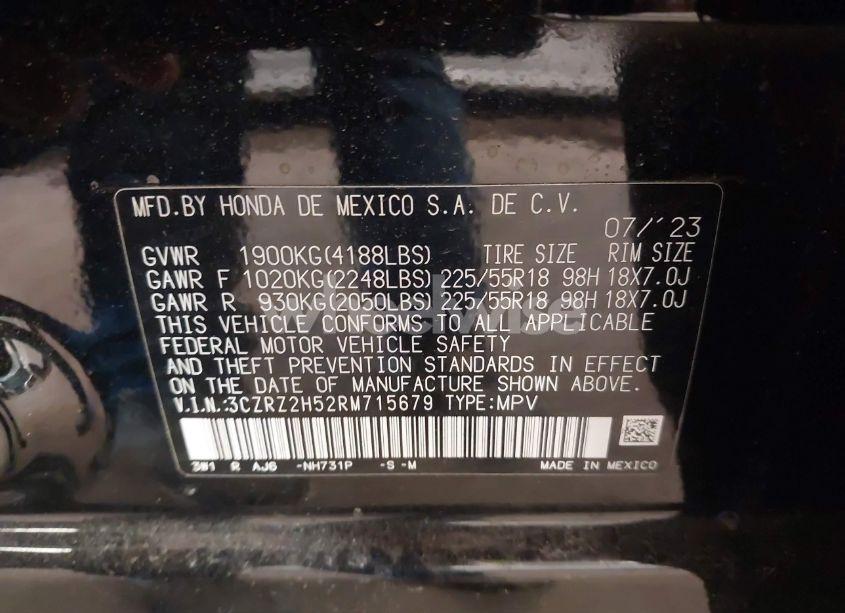 MFD.BY HONDA DE MEXICO S.A. DE C.V.
07/'23
GVWR 1900KG(4188LBS) TIRE SIZE RIM SIZE
GAWR F 1020KG(2248LBS) 225/55R18 98H 18X7.0J
GAWR R 930KG(2050LBS) 225/55R18 98H 18X7.0J
THIS VEHICLE CONFORMS TO ALL APPLICABLE
FEDERAL MOTOR VEHICLE SAFETY
AND THEFT PREVENTION STANDARDS IN EFFECT
ON THE DATE OF MANUFACTURE SHOWN ABOVE.
V.I.N.:3CZRZ2H52RM715679 TYPE:MPV
3W1 R AJ6 -NH731P -S -M MADE IN MEXICO